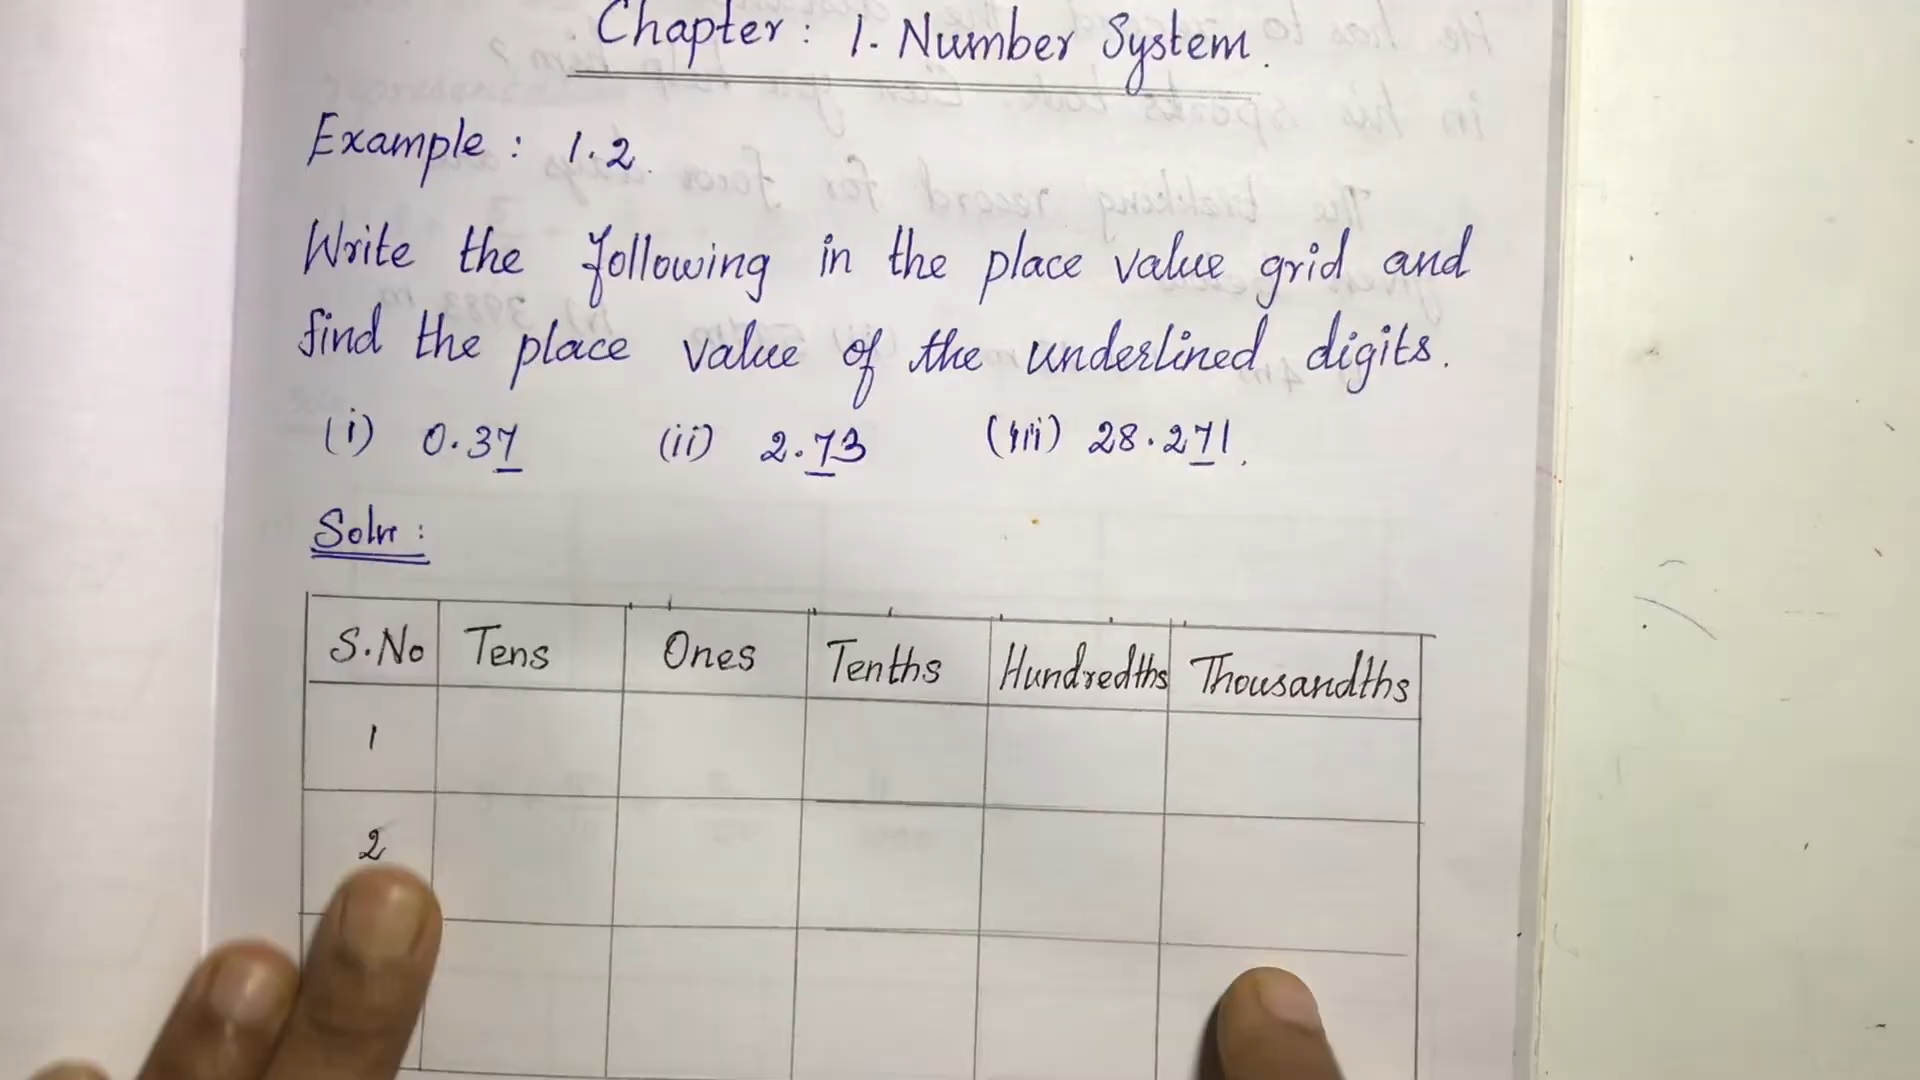 Chapter: 1. Number System.
Example: 1.2.
Write the following in the place value grid and
find the place value of the underlined digits.
(i) 0.37 (ii) 2.73 (iii) 28.271.
Soln:
S.No Tens Ones Tenths Hundredths Thousandths
1
2